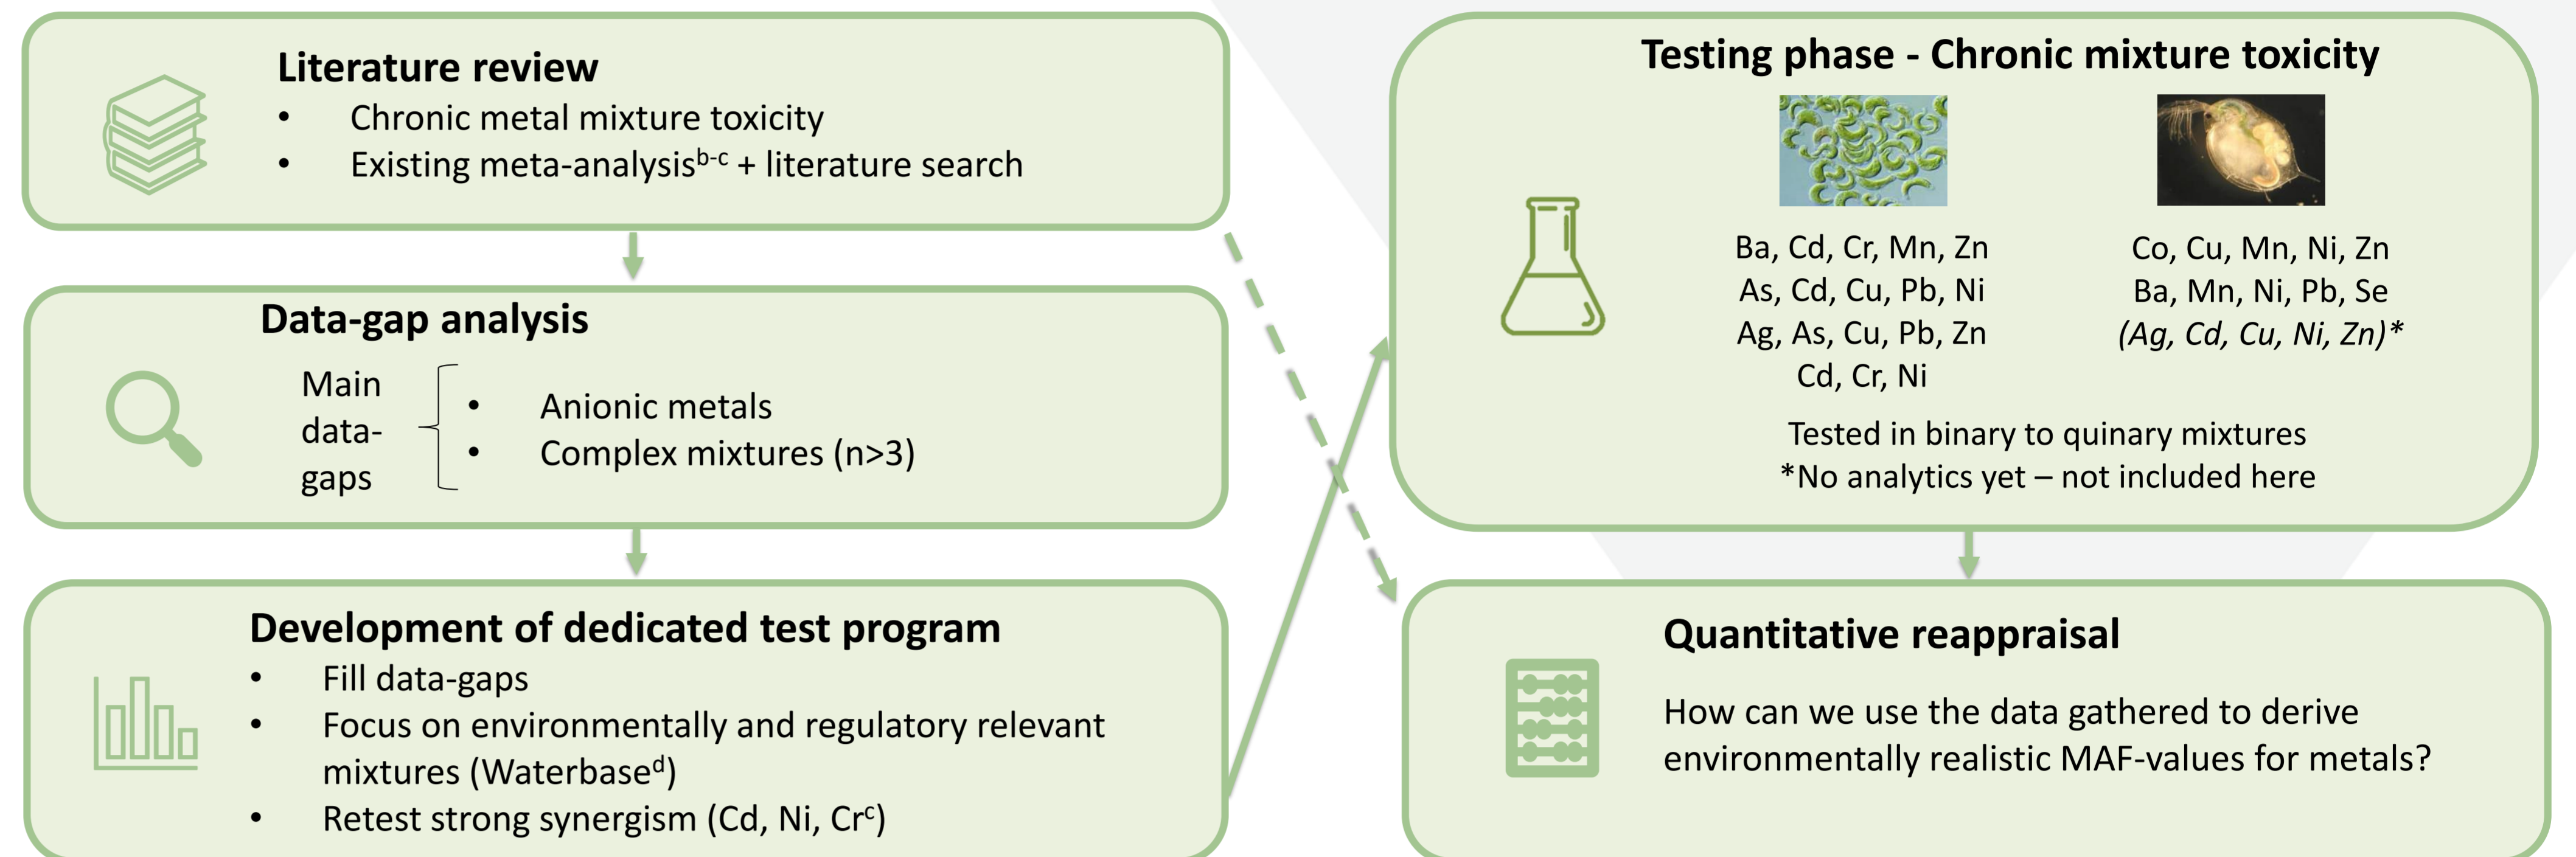 Literature review
• Chronic metal mixture toxicity
• Existing meta-analysisᵇ⁻ᶜ + literature search
Data-gap analysis
Main
data-
gaps
• Anionic metals
• Complex mixtures (n>3)
Development of dedicated test program
• Fill data-gaps
• Focus on environmentally and regulatory relevant
mixtures (Waterbaseᵈ)
• Retest strong synergism (Cd, Ni, Crᶜ)
Testing phase - Chronic mixture toxicity
Ba, Cd, Cr, Mn, Zn
As, Cd, Cu, Pb, Ni
Ag, As, Cu, Pb, Zn
Cd, Cr, Ni
Co, Cu, Mn, Ni, Zn
Ba, Mn, Ni, Pb, Se
(Ag, Cd, Cu, Ni, Zn)*
Tested in binary to quinary mixtures
*No analytics yet – not included here
Quantitative reappraisal
How can we use the data gathered to derive
environmentally realistic MAF-values for metals?